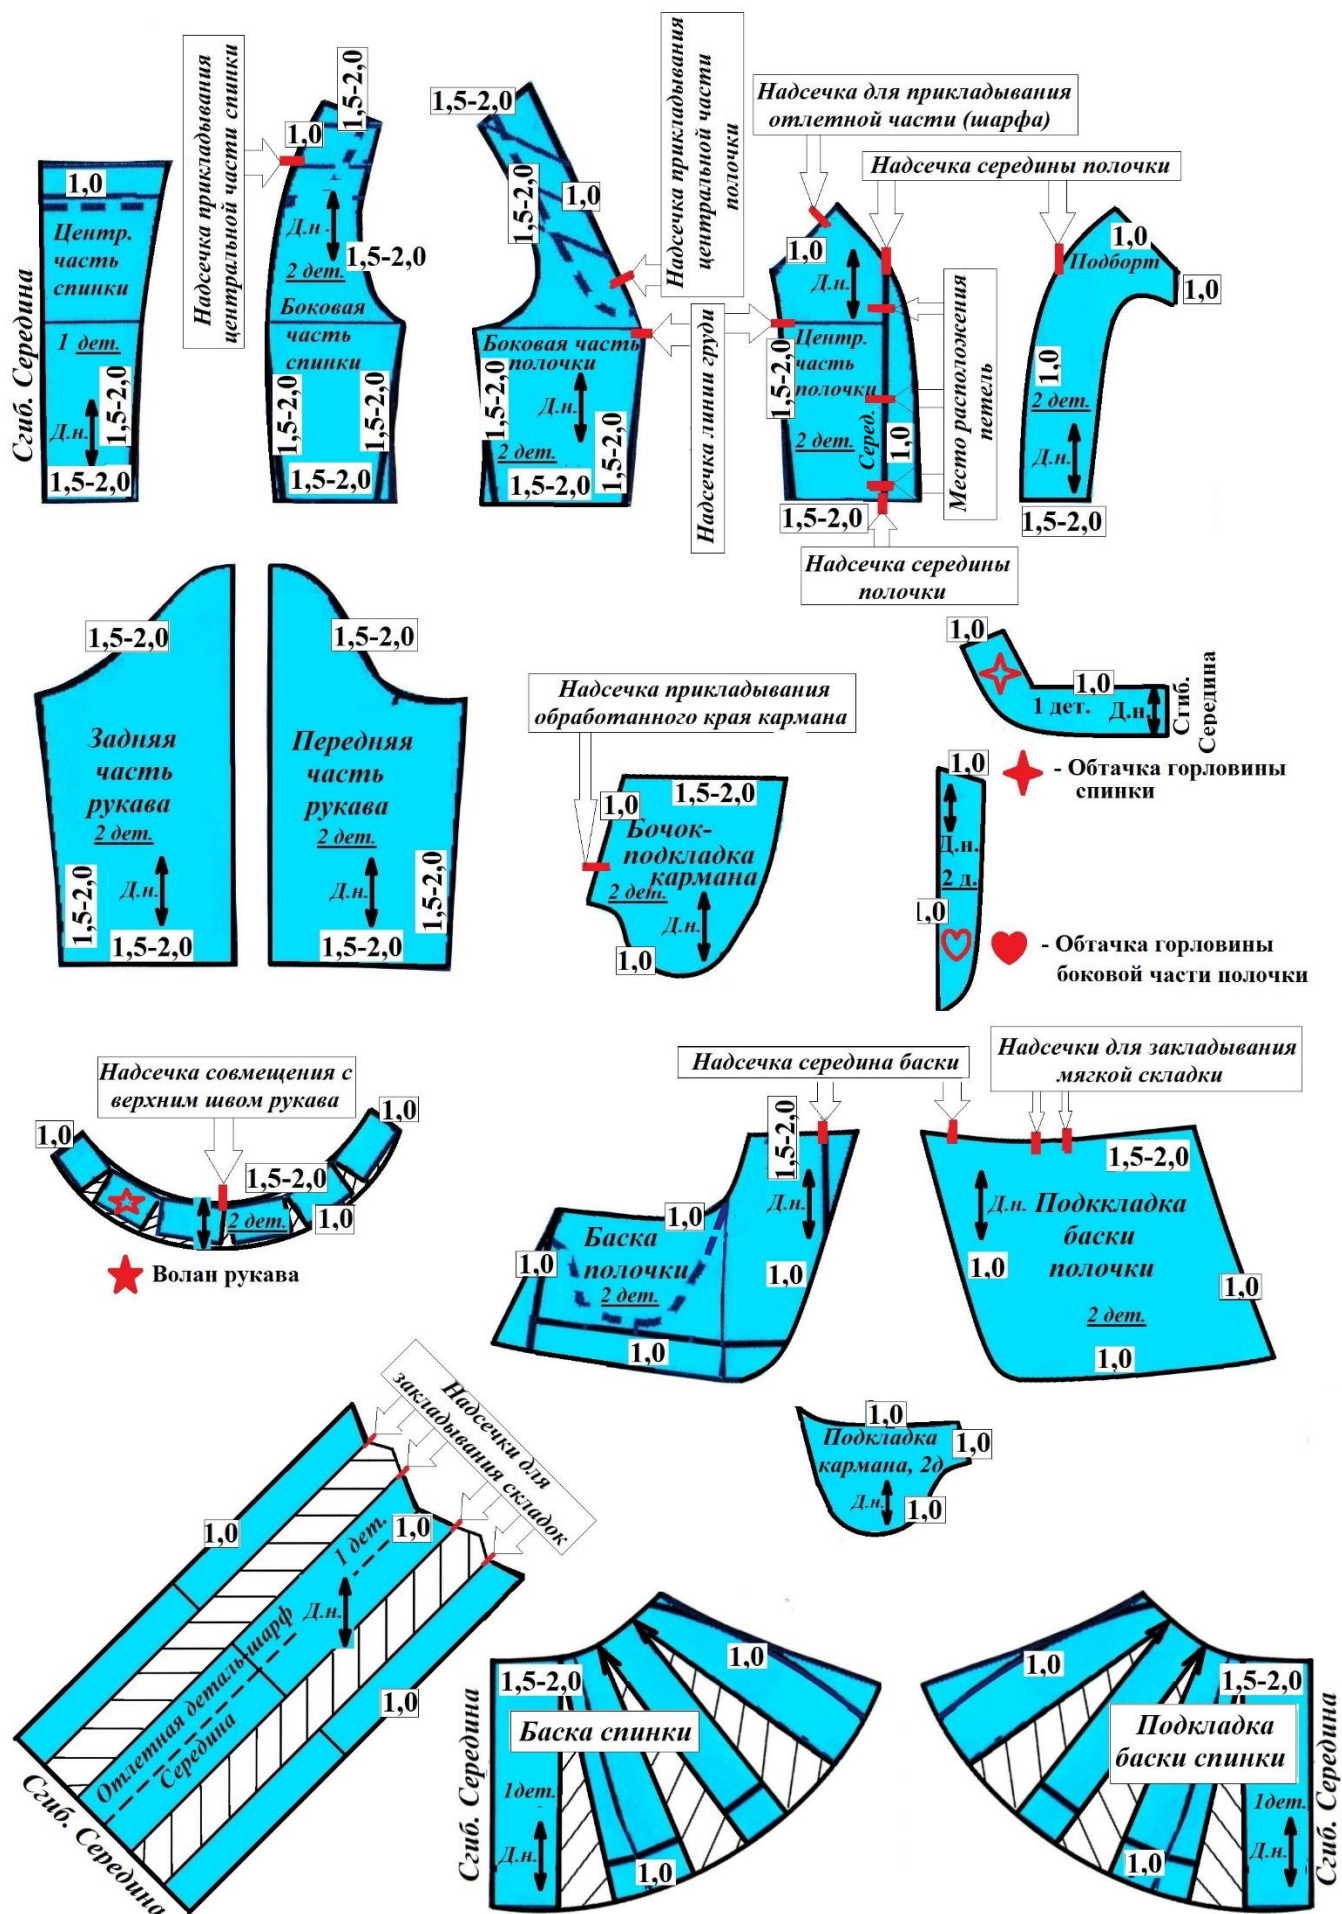 Надсечка прикладывания
центральной части спинки
1,0
1,5-2,0
1,5-2,0
Надсечка прикладывания
центральной части
полочки
Надсечка для прикладывания
отлетной части (шарфа)
Надсечка середины полочки
1,0
Центр.
часть
спинки
1 дет.
Д.н.
1,5-2,0
1,5-2,0
Сгиб. Середина
Д.н.
2 дет.
1,5-2,0
Боковая
часть
спинки
1,5-2,0
1,5-2,0
1,5-2,0
1,5-2,0
1,0
Боковая часть
полочки
1,5-2,0
Д.н.
2 дет.
1,5-2,0
1,5-2,0
Надсечка линии груди
1,0
Д.н.
Центр.
часть
полочки
1,5-2,0
2 дет.
Серед.
1,0
1,5-2,0
Место расположения
петель
Надсечка середины
полочки
1,0
Подборт
1,0
1,0
2 дет.
Д.н.
1,5-2,0
1,5-2,0
Задняя
часть
рукава
2 дет.
Д.н.
1,5-2,0
1,5-2,0
1,5-2,0
Передняя
часть
рукава
2 дет.
Д.н.
1,5-2,0
1,5-2,0
Надсечка прикладывания
обработанного края кармана
1,0
1,5-2,0
Бочок-
подкладка
кармана
2 дет.
Д.н.
1,0
1,0
1,0
1 дет.
Д.н.
Сгиб.
Середина
- Обтачка горловины
спинки
1,0
Д.н.
2 д.
1,0
- Обтачка горловины
боковой части полочки
Надсечка совмещения с
верхним швом рукава
1,0
1,0
1,5-2,0
2 дет.
1,0
Волан рукава
Надсечка середина баски
Надсечки для закладывания
мягкой складки
1,5-2,0
Д.н.
1,0
Баска
полочки
2 дет.
1,0
1,0
1,0
1,5-2,0
Д.н.
Подккладка
баски
полочки
1,0
1,0
2 дет.
1,0
Надсечки для
закладывания складок
1,0
1 дет.
1,0
Д.н.
Отлетная деталь-шарф
Середина
1,0
Сгиб. Середина
1,0
Подкладка
кармана, 2д
1,0
Д.н.
1,0
1,0
1,5-2,0
Баска спинки
1дет.
Д.н.
1,0
Сгиб. Середина
1,0
1,5-2,0
Подкладка
баски спинки
1дет.
Д.н.
1,0
Сгиб. Середина